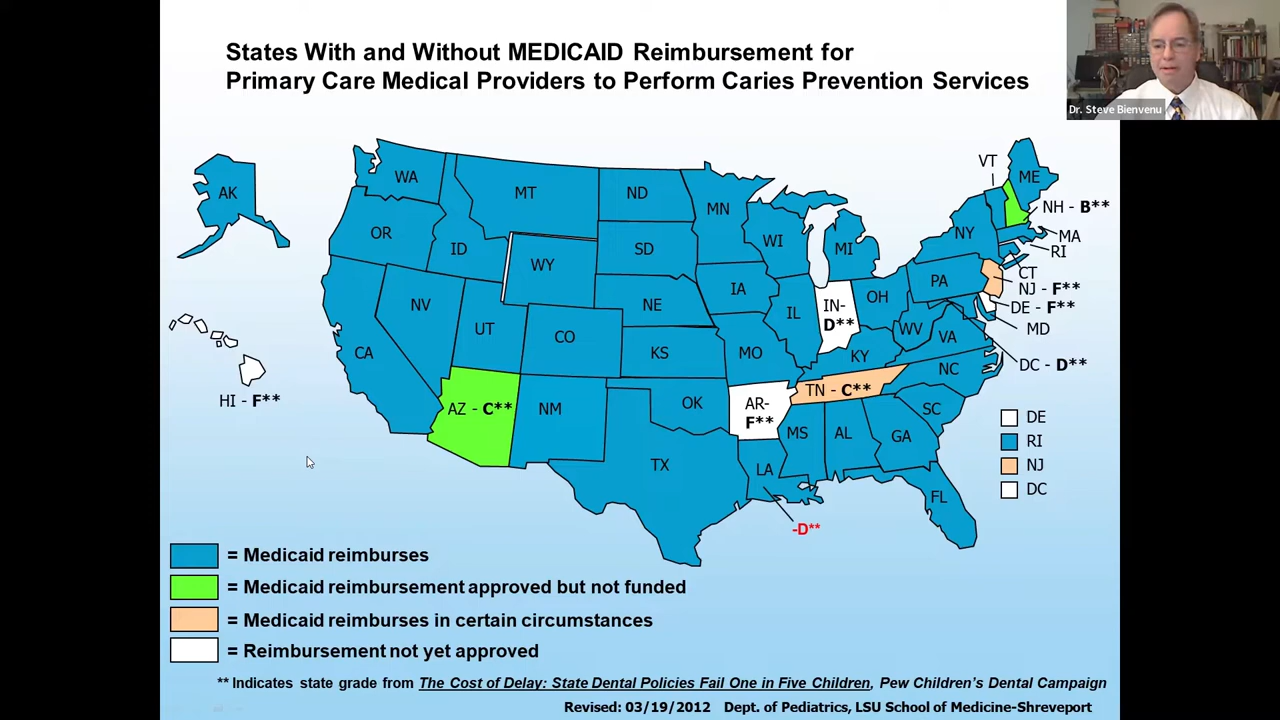 States With and Without MEDICAID Reimbursement for
Primary Care Medical Providers to Perform Caries Prevention Services
Dr. Steve Bienvenu
AK
WA
MT
ND
MN
VT
ME
NH - B**
OR
ID
SD
WI
MI
NY
MA
RI
WY
CT
NJ - F**
DE - F**
MD
NV
NE
IA
PA
IL
IN-
D**
OH
UT
CO
KS
MO
WV
VA
KY
DC - D**
CA
NC
HI - F**
AZ - C**
NM
OK
AR-
F**
TN - C**
SC
MS
AL
GA
TX
LA
FL
-D**
DE
RI
NJ
DC
= Medicaid reimburses
= Medicaid reimbursement approved but not funded
= Medicaid reimburses in certain circumstances
= Reimbursement not yet approved
** Indicates state grade from The Cost of Delay: State Dental Policies Fail One in Five Children, Pew Children's Dental Campaign
Revised: 03/19/2012 Dept. of Pediatrics, LSU School of Medicine-Shreveport